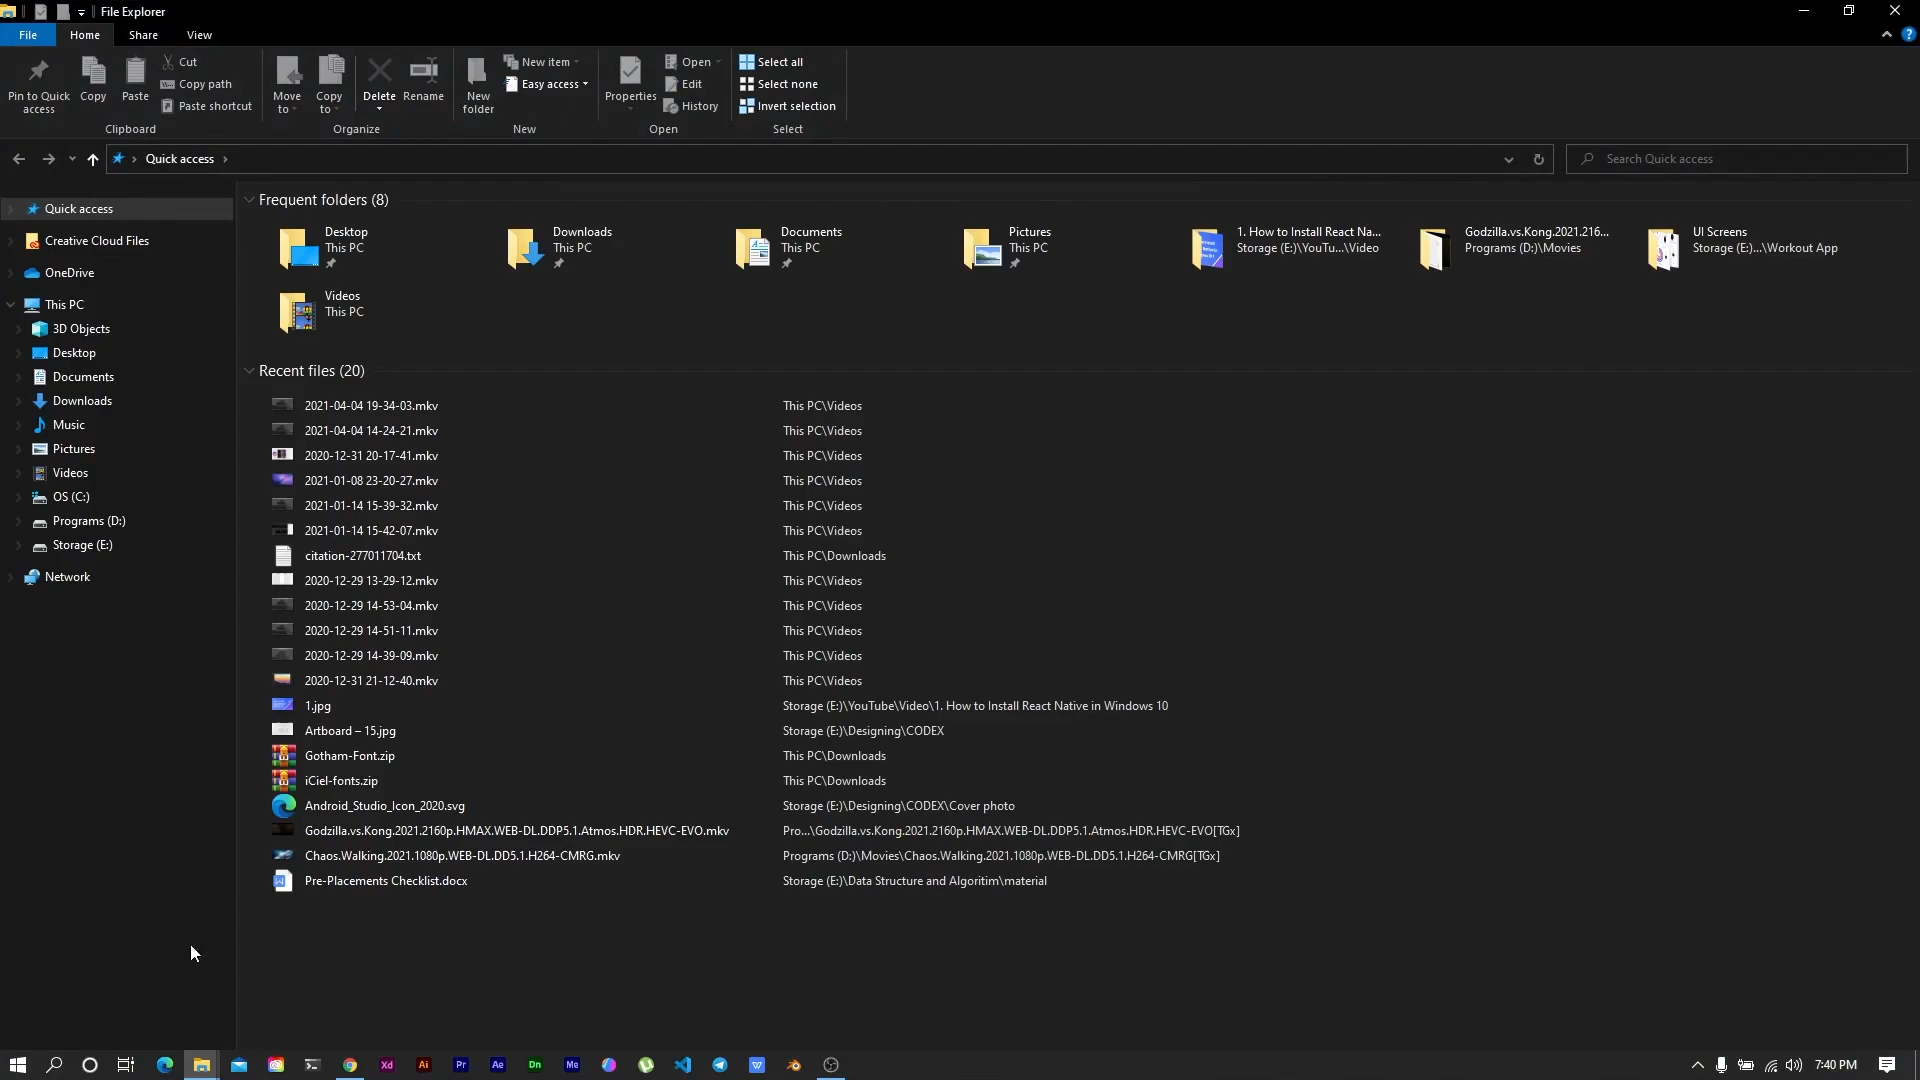 File Explorer
File
Home
Share
View
Pin to Quick access
Copy
Paste
Cut
Copy path
Paste shortcut
Clipboard
Move to
Copy to
Delete
Rename
Organize
New folder
New item
Easy access
New
Properties
Open
Edit
History
Open
Select all
Select none
Invert selection
Select
Quick access
Search Quick access
Quick access
Creative Cloud Files
OneDrive
This PC
3D Objects
Desktop
Documents
Downloads
Music
Pictures
Videos
OS (C:)
Programs (D:)
Storage (E:)
Network
Frequent folders (8)
Desktop
This PC
Downloads
This PC
Documents
This PC
Pictures
This PC
1. How to Install React Na...
Storage (E:)\YouTu...\Video
Godzilla.vs.Kong.2021.216...
Programs (D:)\Movies
UI Screens
Storage (E:)...\Workout App
Videos
This PC
Recent files (20)
2021-04-04 19-34-03.mkv This PC\Videos
2021-04-04 14-24-21.mkv This PC\Videos
2020-12-31 20-17-41.mkv This PC\Videos
2021-01-08 23-20-27.mkv This PC\Videos
2021-01-14 15-39-32.mkv This PC\Videos
2021-01-14 15-42-07.mkv This PC\Videos
citation-277011704.txt This PC\Downloads
2020-12-29 13-29-12.mkv This PC\Videos
2020-12-29 14-53-04.mkv This PC\Videos
2020-12-29 14-51-11.mkv This PC\Videos
2020-12-29 14-39-09.mkv This PC\Videos
2020-12-31 21-12-40.mkv This PC\Videos
1.jpg Storage (E:)\YouTube\Video\1. How to Install React Native in Windows 10
Artboard – 15.jpg Storage (E:)\Designing\CODEX
Gotham-Font.zip This PC\Downloads
iCiel-fonts.zip This PC\Downloads
Android_Studio_Icon_2020.svg Storage (E:)\Designing\CODEX\Cover photo
Godzilla.vs.Kong.2021.2160p.HMAX.WEB-DL.DDP5.1.Atmos.HDR.HEVC-EVO.mkv Pro...\Godzilla.vs.Kong.2021.2160p.HMAX.WEB-DL.DDP5.1.Atmos.HDR.HEVC-EVO[TGx]
Chaos.Walking.2021.1080p.WEB-DL.DD5.1.H264-CMRG.mkv Programs (D:)\Movies\Chaos.Walking.2021.1080p.WEB-DL.DD5.1.H264-CMRG[TGx]
Pre-Placements Checklist.docx Storage (E:)\Data Structure and Algoritim\material
Xd Ai Pr Ae Dn Me W 7:40 PM